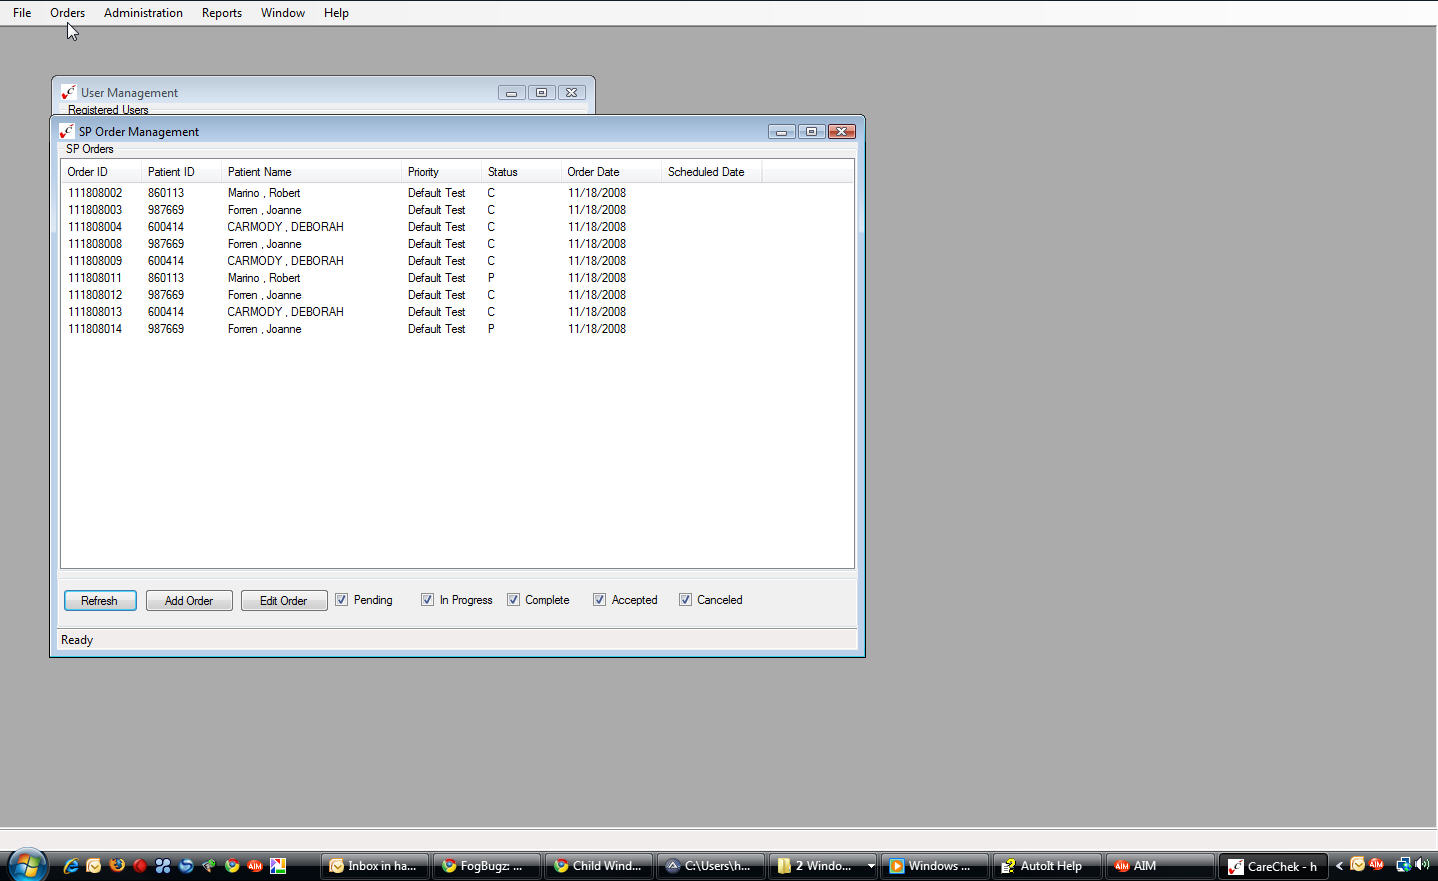 File Orders Administration Reports Window Help
User Management
Registered Users
SP Order Management
SP Orders
Order ID Patient ID Patient Name Priority Status Order Date Scheduled Date
111808002 860113 Marino , Robert Default Test C 11/18/2008
111808003 987669 Forren , Joanne Default Test C 11/18/2008
111808004 600414 CARMODY , DEBORAH Default Test C 11/18/2008
111808008 987669 Forren , Joanne Default Test C 11/18/2008
111808009 600414 CARMODY , DEBORAH Default Test C 11/18/2008
111808011 860113 Marino , Robert Default Test P 11/18/2008
111808012 987669 Forren , Joanne Default Test C 11/18/2008
111808013 600414 CARMODY , DEBORAH Default Test C 11/18/2008
111808014 987669 Forren , Joanne Default Test P 11/18/2008
Refresh Add Order Edit Order Pending In Progress Complete Accepted Canceled
Ready
AIM Inbox in ha... FogBugz: ... Child Wind... C:\Users\h... 2 Windo... Windows ... AutoIt Help AIM AIM CareChek - h < AIM